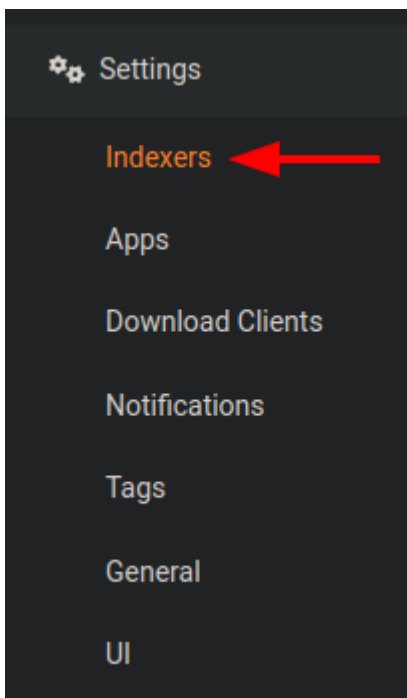 Settings
Indexers
Apps
Download Clients
Notifications
Tags
General
UI